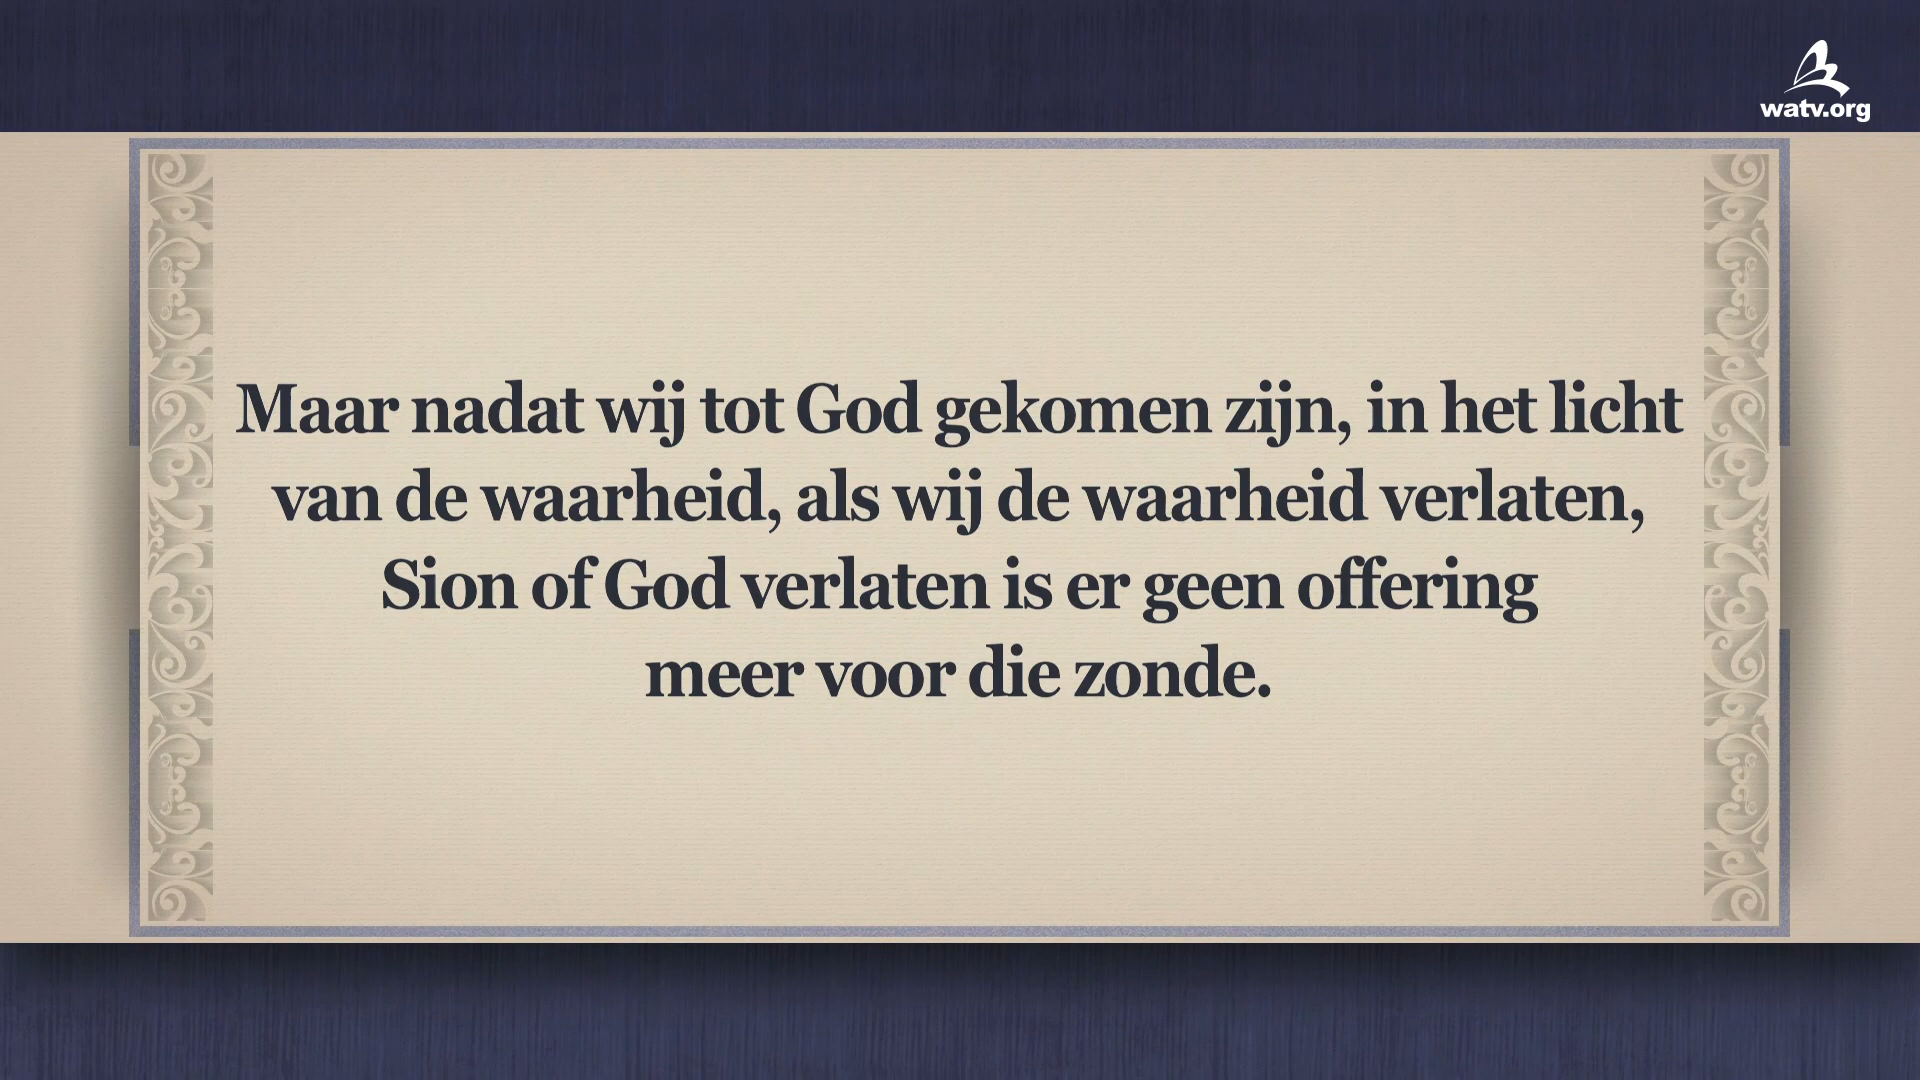 watv.org
Maar nadat wij tot God gekomen zijn, in het licht
van de waarheid, als wij de waarheid verlaten,
Sion of God verlaten is er geen offering
meer voor die zonde.